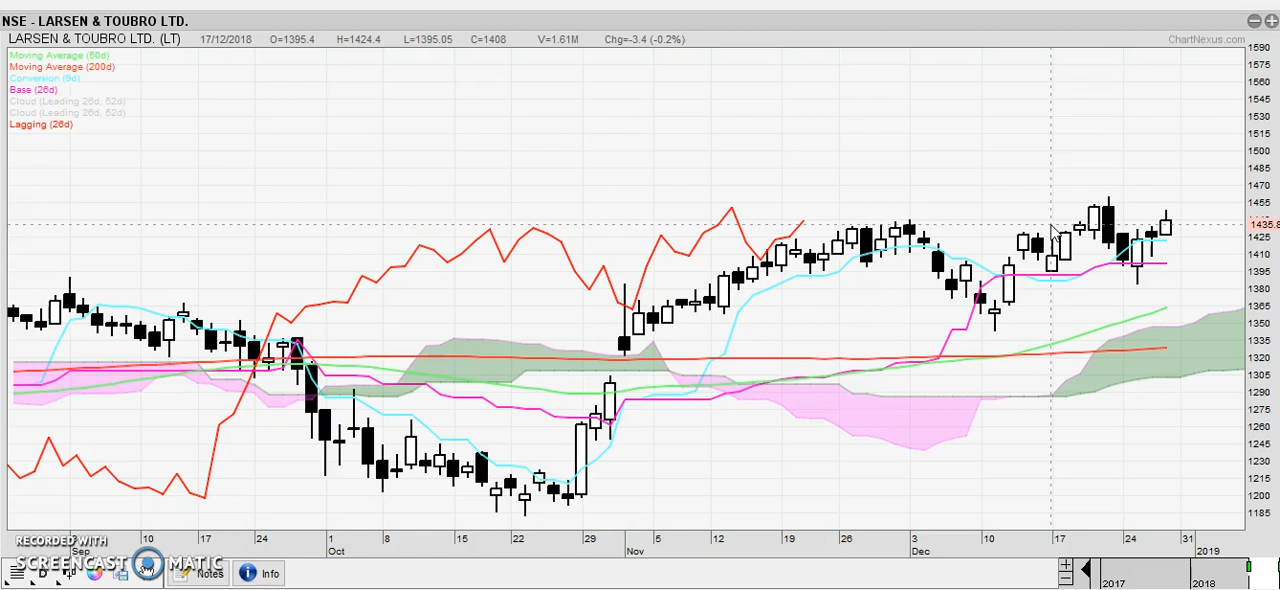 NSE - LARSEN & TOUBRO LTD.
LARSEN & TOUBRO LTD. (LT) 17/12/2018 O=1395.4 H=1424.4 L=1395.05 C=1408 V=1.61M Chg=-3.4 (-0.2%) ChartNexus.com
Moving Average (50d)
Moving Average (200d)
Conversion (9d)
Base (26d)
Cloud (Leading 26d, 52d)
Cloud (Leading 26d, 52d)
Lagging (26d)
1590
1575
1560
1545
1530
1515
1500
1485
1470
1455
1435.8
1425
1410
1395
1380
1365
1350
1335
1320
1305
1290
1275
1260
1245
1230
1215
1200
1185
10 17 24 1 8 15 22 29 5 12 19 26 3 10 17 24 31
Sep Oct Nov Dec 2019
RECORDED WITH
SCREENCAST MATIC
D Notes Info
2017 2018